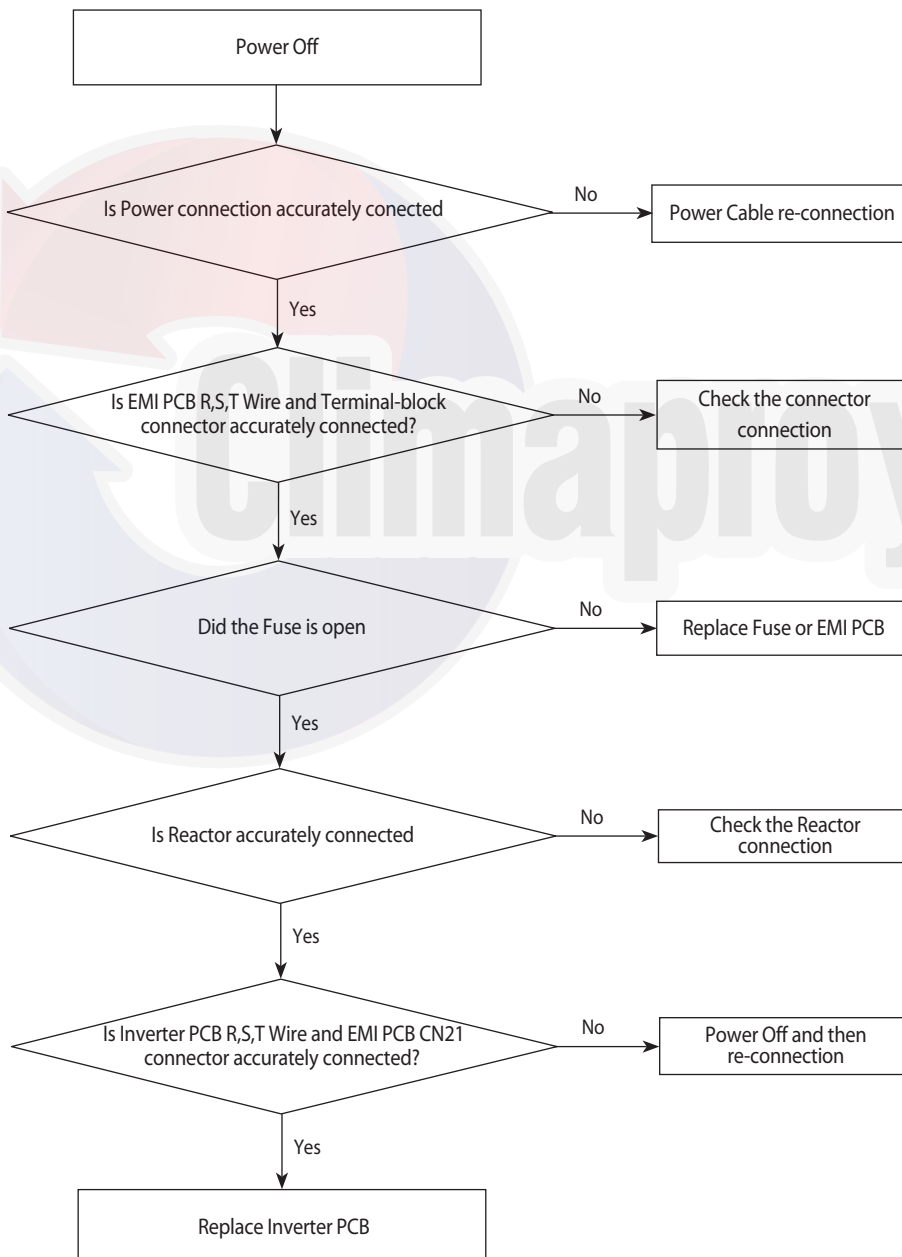 Power Off
Is Power connection accurately conected
No
Power Cable re-connection
Yes
Is EMI PCB R,S,T Wire and Terminal-block
connector accurately connected?
No
Check the connector
connection
Yes
Did the Fuse is open
No
Replace Fuse or EMI PCB
Yes
Is Reactor accurately connected
No
Check the Reactor
connection
Yes
Is Inverter PCB R,S,T Wire and EMI PCB CN21
connector accurately connected?
No
Power Off and then
re-connection
Yes
Replace Inverter PCB
Climaproy